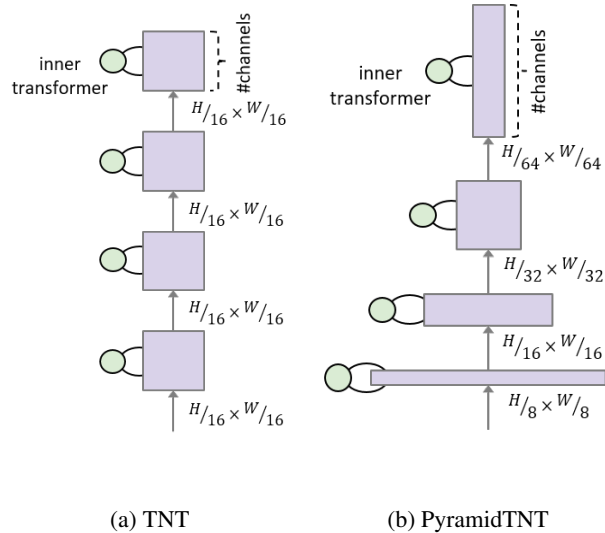 inner
transformer
#channels
H/16 × W/16
H/16 × W/16
H/16 × W/16
H/16 × W/16
(a) TNT
inner
transformer
#channels
H/64 × W/64
H/32 × W/32
H/16 × W/16
H/8 × W/8
(b) PyramidTNT